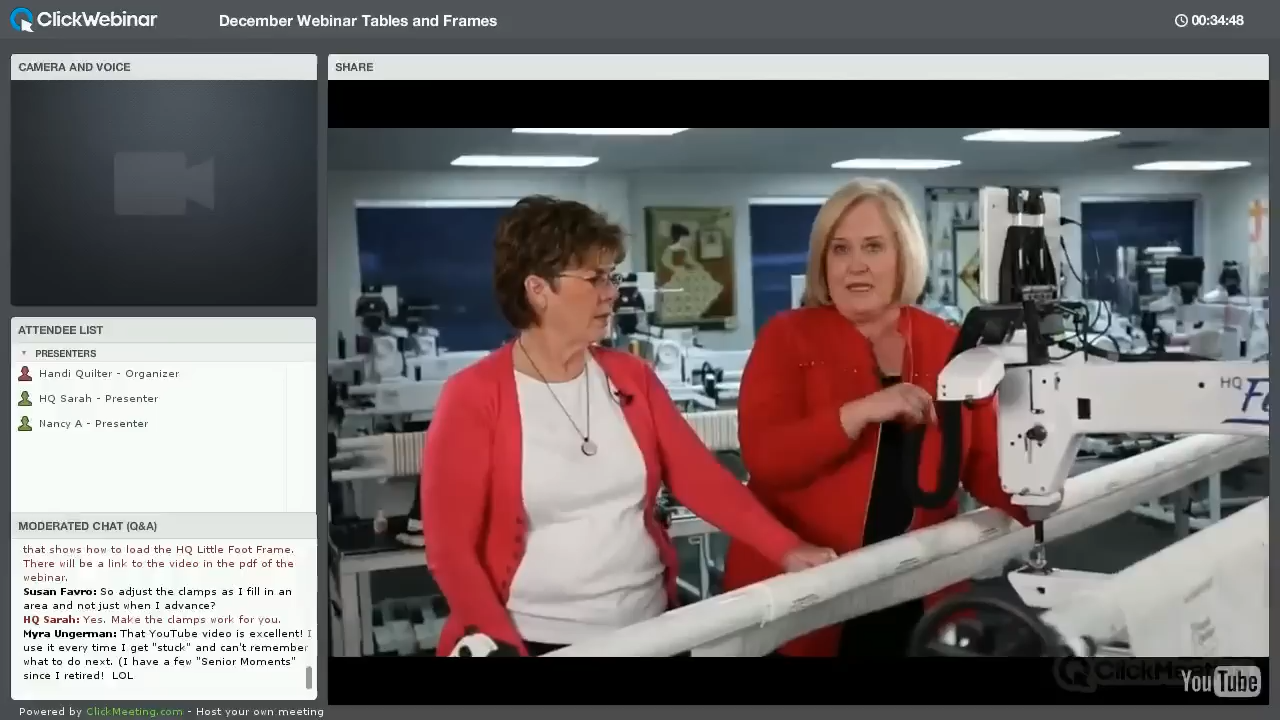 ClickWebinar
December Webinar Tables and Frames
00:34:48
CAMERA AND VOICE
SHARE
ATTENDEE LIST
PRESENTERS
Handi Quilter - Organizer
HQ Sarah - Presenter
Nancy A - Presenter
MODERATED CHAT (Q&A)
that shows how to load the HQ Little Foot Frame.
There will be a link to the video in the pdf of the
webinar.
Susan Favro: So adjust the clamps as I fill in an
area and not just when I advance?
HQ Sarah: Yes. Make the clamps work for you.
Myra Ungerman: That YouTube video is excellent! I
use it every time I get "stuck" and can't remember
what to do next. (I have a few "Senior Moments"
since I retired!  LOL
HQ
ClickMee
YouTube
Powered by ClickMeeting.com - Host your own meeting